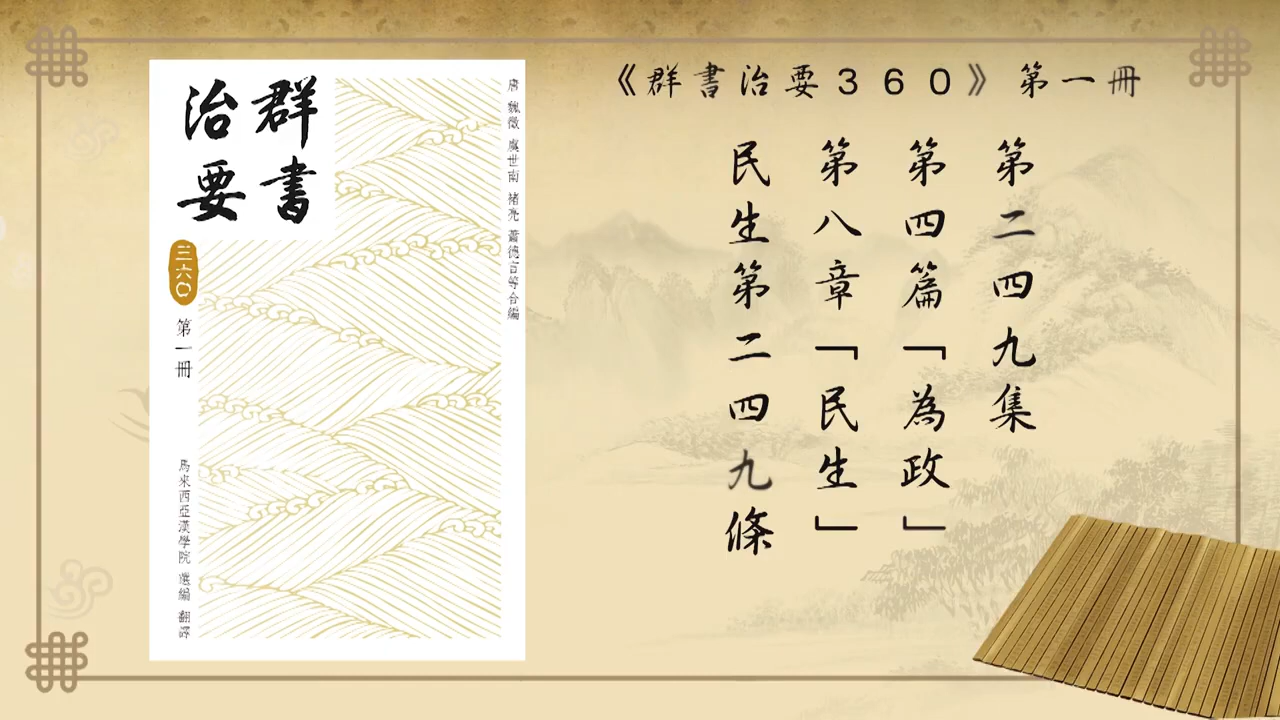 群書
治要
三六〇
第一冊
唐 魏徵 虞世南 褚亮 蕭德言等合編
馬來西亞漢學院 選編 翻譯
《群書治要360》第一冊
第二四九集
第四篇「為政」
第八章「民生」
民生第二四九條